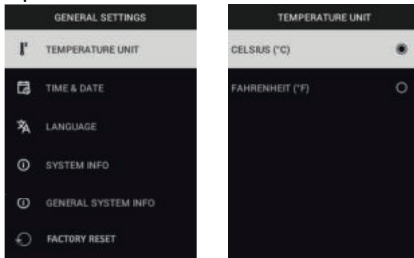 GENERAL SETTINGS
TEMPERATURE UNIT
TIME & DATE
LANGUAGE
SYSTEM INFO
GENERAL SYSTEM INFO
FACTORY RESET
TEMPERATURE UNIT
CELSIUS (°C)
FAHRENHEIT (°F)